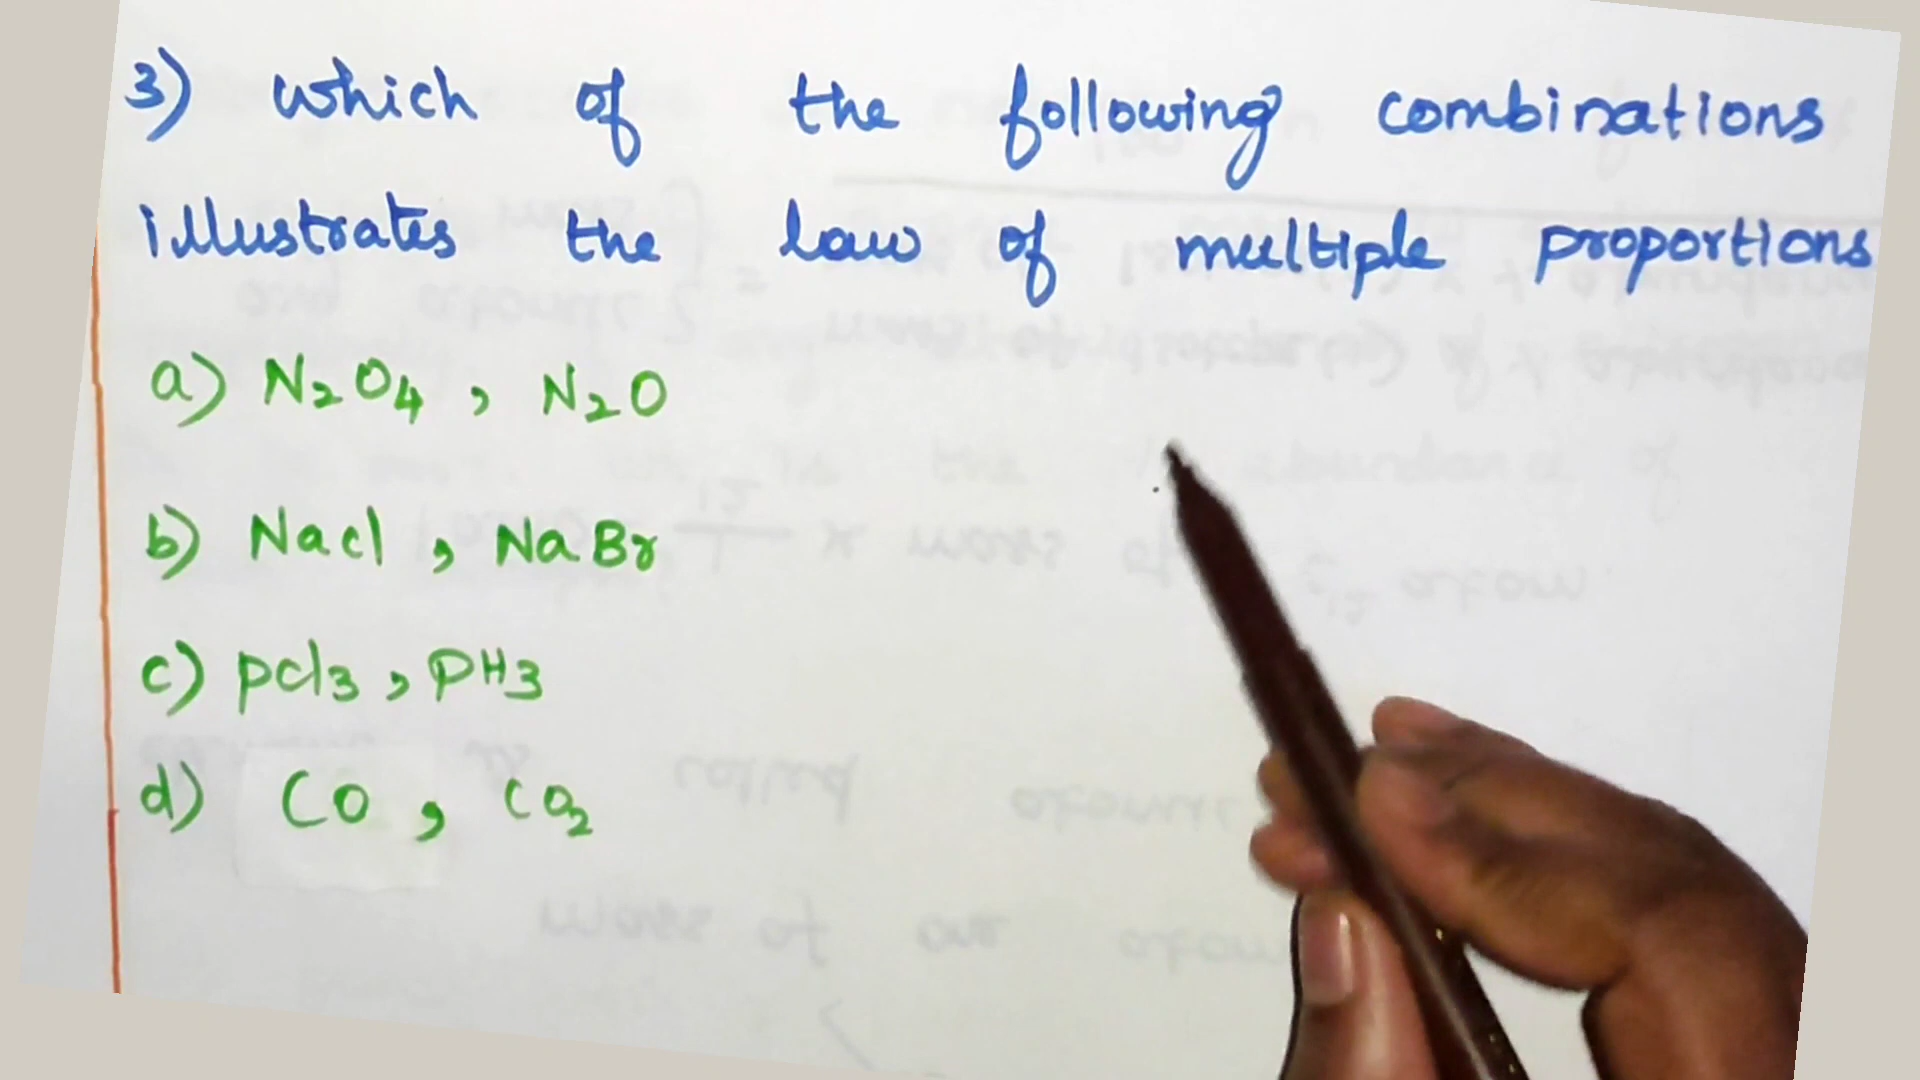 3) which of the following combinations
illustrates the law of multiple proportions
a) N₂O₄, N₂O
b) Nacl, NaBr
c) pcl3, PH3
d) CO, CO₂